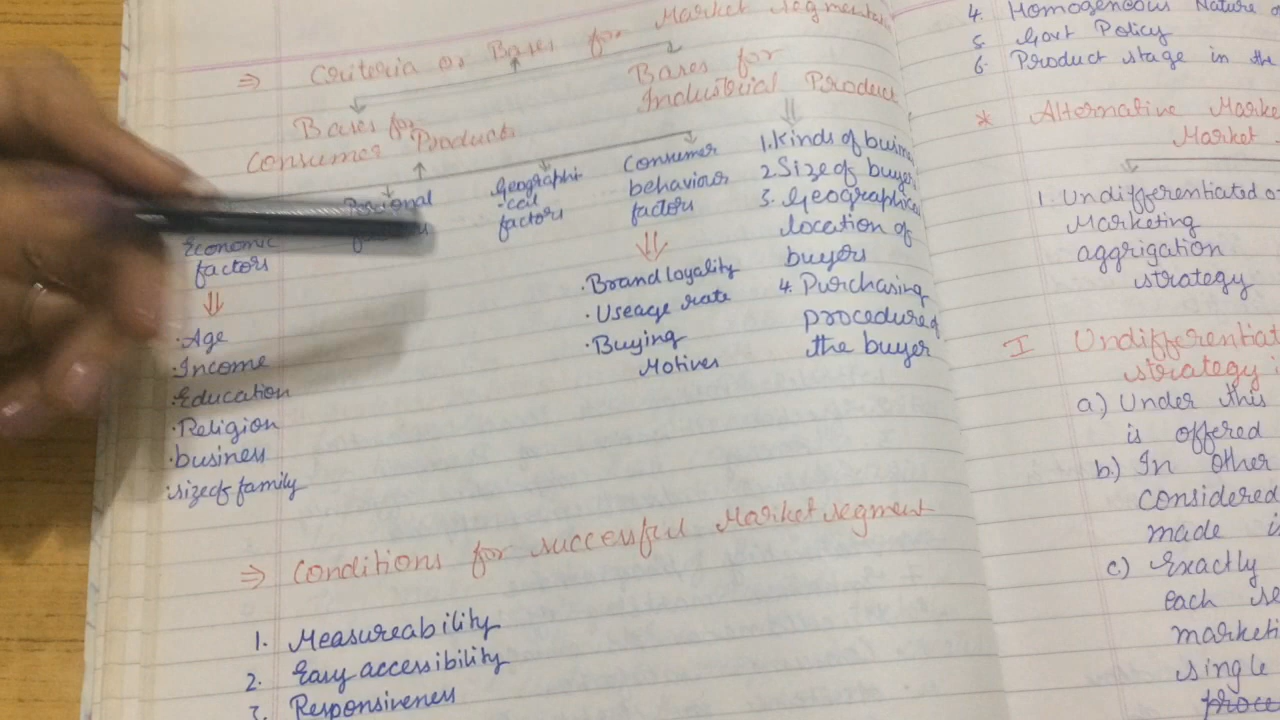 ⇒ Criteria or Bases for Market Segment
Bases for
Consumer Products
Bases for
Industrial Product
Economic
factors
Personal
Geographi
-cal
factors
Consumer
behaviour
factors
· Age
· Income
· Education
· Religion
· business
· size of family
· Brand loyality
· Useage rate
· Buying
Motives
1. Kinds of
2 Size of buyer
3. Geographical
location of
buyers
4. Purchasing
procedure of
the buyer
⇒ Conditions for successful Market segment
1. Measureability
2. Easy accessibility
3. Responsiveness
4. Homogeneous Nature
5. Govt Policy
6. Product stage in the
* Alternative Marke
Market
1. Undifferentiated or
Marketing
aggrigation
strategy
I Undifferentiat
strategy
a) Under this
is offered
b.) In other
considered
made
c) Exactly
each
marketi
single